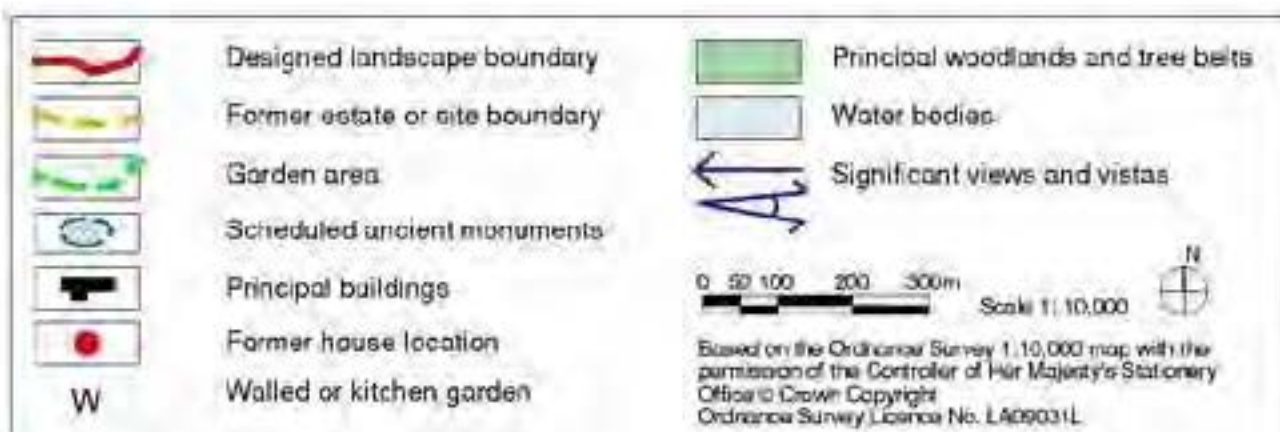 Designed landscape boundary
Former estate or site boundary
Garden area
Scheduled ancient monuments
Principal buildings
Former house location
W Walled or kitchen garden
Principal woodlands and tree belts
Water bodies
Significant views and vistas
0 50 100 200 300m
Scale 1:10,000
N
Based on the Ordnance Survey 1:10,000 map with the
permission of the Controller of Her Majesty's Stationery
Office © Crown Copyright
Ordnance Survey Licence No. LA09031L